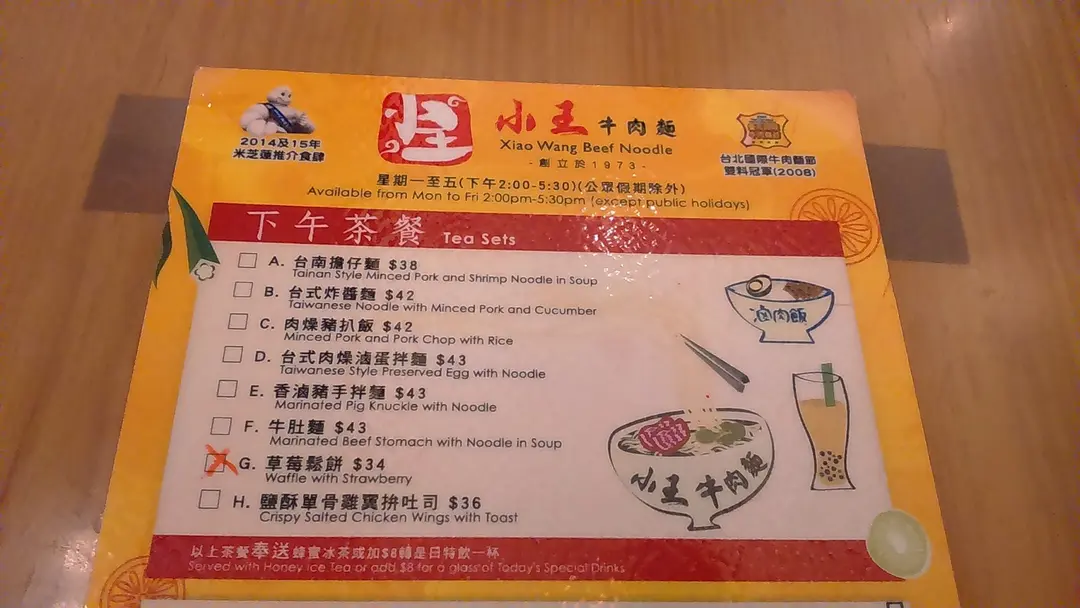 2014及15年
米芝蓮推介食肆
小王牛肉麵
Xiao Wang Beef Noodle
- 創立於1973 -
台北國際牛肉麵節
雙料冠軍(2008)
星期一至五(下午2:00-5:30)(公眾假期除外)
Available from Mon to Fri 2:00pm-5:30pm (except public holidays)
下午茶餐 Tea Sets
A. 台南擔仔麵 $38
Tainan Style Minced Pork and Shrimp Noodle in Soup
B. 台式炸醬麵 $42
Taiwanese Noodle with Minced Pork and Cucumber
C. 肉燥豬扒飯 $42
Minced Pork and Pork Chop with Rice
D. 台式肉燥滷蛋拌麵 $43
Taiwanese Style Preserved Egg with Noodle
E. 香滷豬手拌麵 $43
Marinated Pig Knuckle with Noodle
F. 牛肚麵 $43
Marinated Beef Stomach with Noodle in Soup
G. 草莓鬆餅 $34
Waffle with Strawberry
H. 鹽酥單骨雞翼拚吐司 $36
Crispy Salted Chicken Wings with Toast
滷肉飯
小王牛肉麵
以上茶餐奉送蜂蜜冰茶或加$8轉是日特飲一杯
Served with Honey Ice Tea or add $8 for a glass of Today's Special Drinks